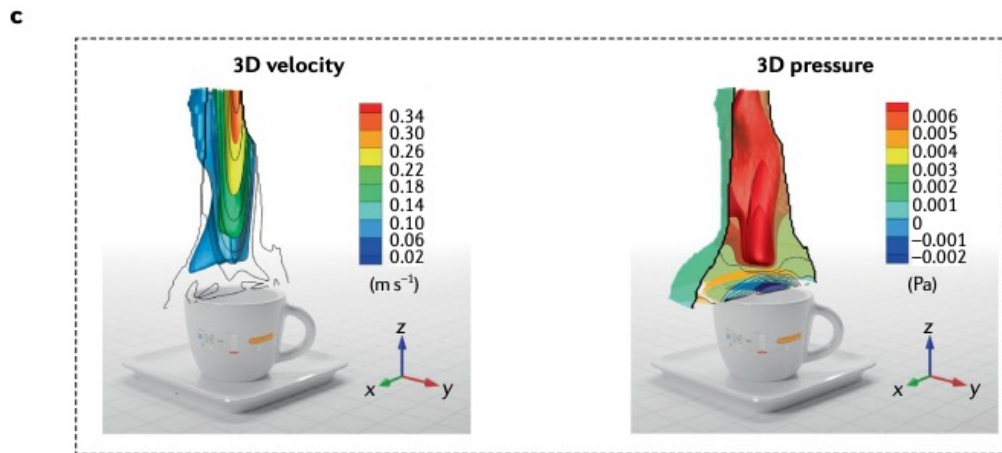 c
3D velocity
0.34
0.30
0.26
0.22
0.18
0.14
0.10
0.06
0.02
(m s⁻¹)
z
x
y
3D pressure
0.006
0.005
0.004
0.003
0.002
0.001
0
−0.001
−0.002
(Pa)
z
x
y